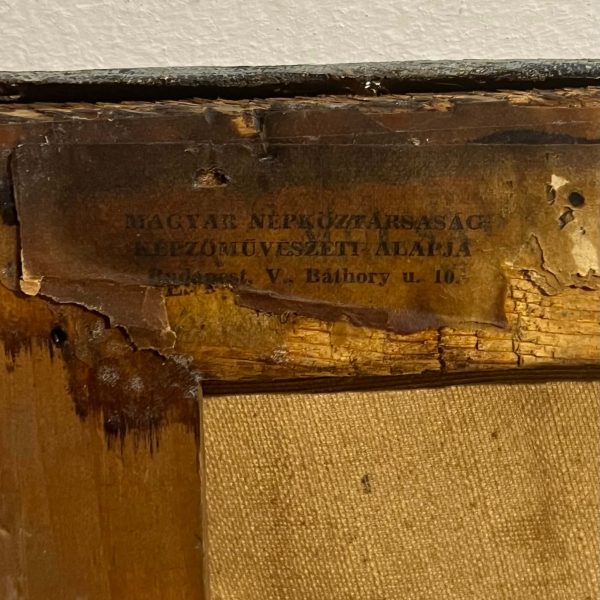 MAGYAR NÉPKÖZTÁRSASÁG
KÉPZŐMŰVÉSZETI ALAPJA
Budapest, V., Báthory u. 10.